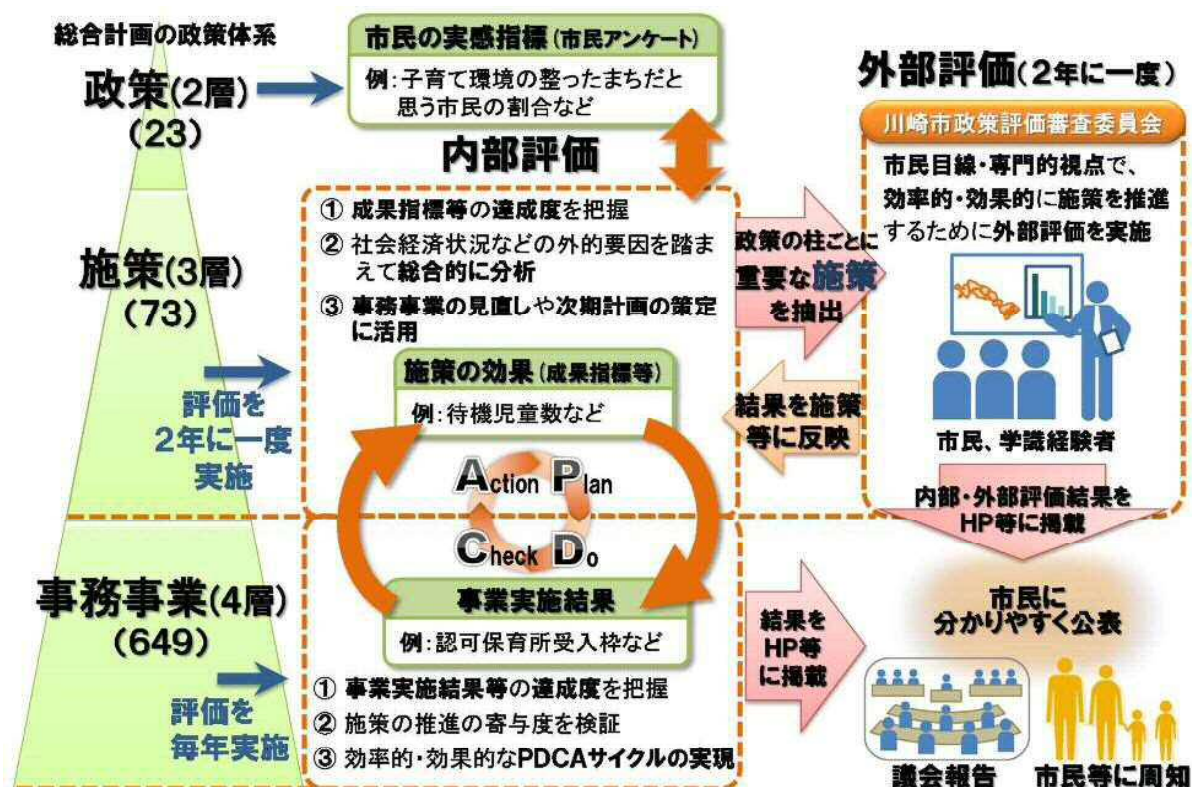 総合計画の政策体系
政策(2層)
(23)
施策(3層)
(73)
評価を
2年に一度
実施
事務事業(4層)
(649)
評価を
毎年実施
市民の実感指標(市民アンケート)
例:子育て環境の整ったまちだと
思う市民の割合など
内部評価
① 成果指標等の達成度を把握
② 社会経済状況などの外的要因を踏ま
えて総合的に分析
③ 事務事業の見直しや次期計画の策定
に活用
施策の効果(成果指標等)
例:待機児童数など
Action Plan
Check Do
事業実施結果
例:認可保育所受入枠など
① 事業実施結果等の達成度を把握
② 施策の推進の寄与度を検証
③ 効率的・効果的なPDCAサイクルの実現
政策の柱ごとに
重要な施策
を抽出
結果を施策
等に反映
結果を
HP等
に掲載
外部評価(2年に一度)
川崎市政策評価審査委員会
市民目線・専門的視点で、
効率的・効果的に施策を推進
するために外部評価を実施
市民、学識経験者
内部・外部評価結果を
HP等に掲載
市民に
分かりやすく公表
議会報告
市民等に周知